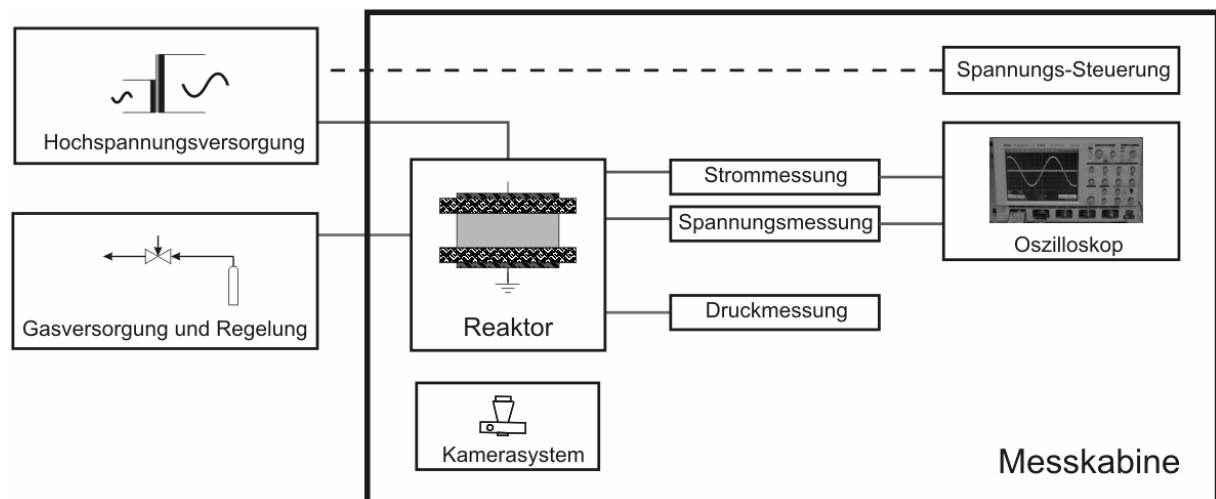 Hochspannungsversorgung
Spannungs-Steuerung
Strommessung
Spannungsmessung
Oszilloskop
Gasversorgung und Regelung
Reaktor
Druckmessung
Kamerasystem
Messkabine